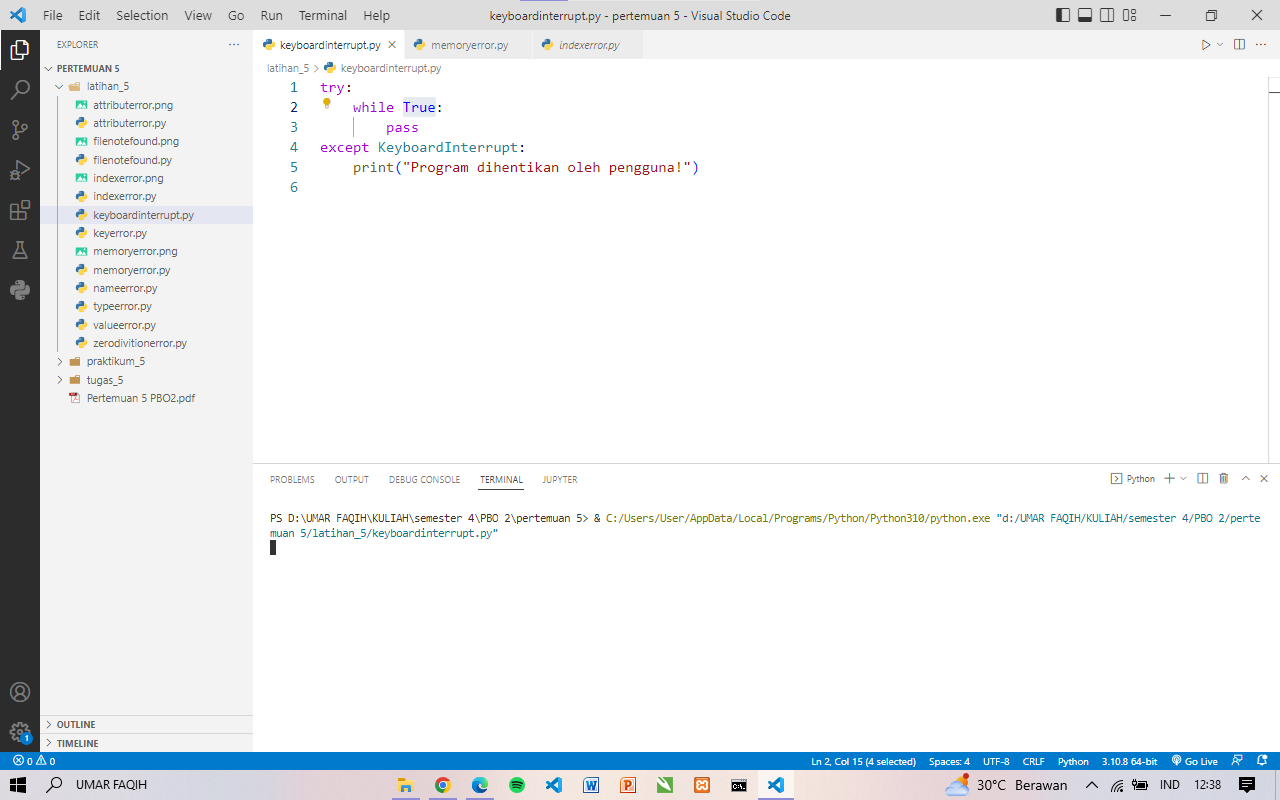 File Edit Selection View Go Run Terminal Help
keyboardinterrupt.py - pertemuan 5 - Visual Studio Code
EXPLORER
PERTEMUAN 5
latihan_5
attributerror.png
attributerror.py
filenotefound.png
filenotefound.py
indexerror.png
indexerror.py
keyboardinterrupt.py
keyerror.py
memoryerror.png
memoryerror.py
nameerror.py
typeerror.py
valueerror.py
zerodivitionerror.py
praktikum_5
tugas_5
Pertemuan 5 PBO2.pdf
OUTLINE
TIMELINE
keyboardinterrupt.py memoryerror.py indexerror.py
latihan_5 > keyboardinterrupt.py
1 try:
2 while True:
3 pass
4 except KeyboardInterrupt:
5 print("Program dihentikan oleh pengguna!")
6
PROBLEMS OUTPUT DEBUG CONSOLE TERMINAL JUPYTER
Python
PS D:\UMAR FAQIH\KULIAH\semester 4\PBO 2\pertemuan 5> & C:/Users/User/AppData/Local/Programs/Python/Python310/python.exe "d:/UMAR FAQIH/KULIAH/semester 4/PBO 2/perte
muan 5/latihan_5/keyboardinterrupt.py"
1
0 0
Ln 2, Col 15 (4 selected) Spaces: 4 UTF-8 CRLF Python 3.10.8 64-bit Go Live
UMAR FAQIH
30°C Berawan IND 12:38